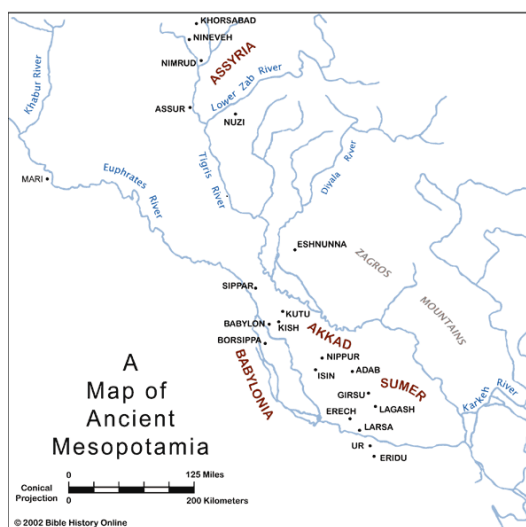 KHORSABAD
NINEVEH
NIMRUD
ASSYRIA
Khabur River
Lower Zab River
ASSUR
NUZI
Tigris River
Diyala River
MARI
Euphrates River
ESHNUNNA
ZAGROS
MOUNTAINS
SIPPAR
KUTU
BABYLON
KISH
AKKAD
BORSIPPA
BABYLONIA
NIPPUR
ISIN
ADAB
SUMER
GIRSU
LAGASH
ERECH
LARSA
Karkeh River
UR
ERIDU
A
Map of
Ancient
Mesopotamia
0 125 Miles
Conical
Projection
0 200 Kilometers
© 2002 Bible History Online